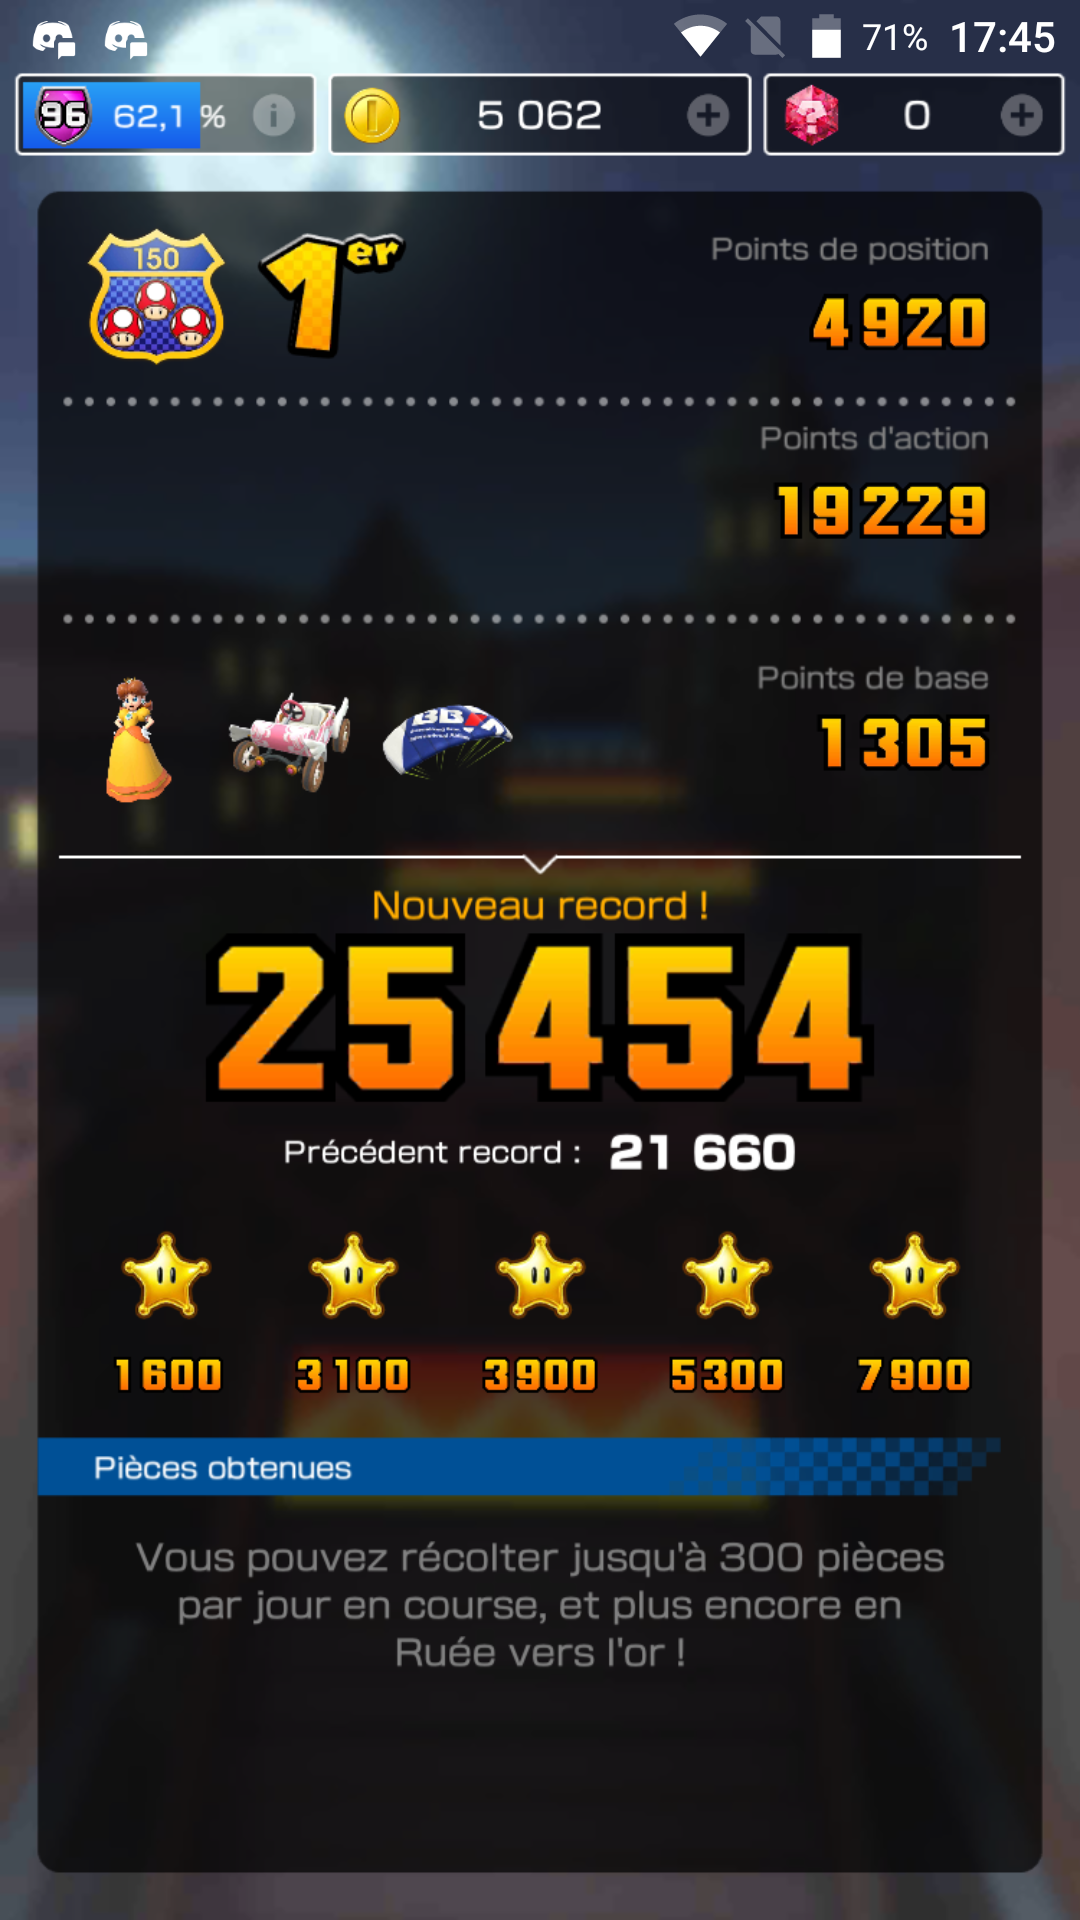 71% 17:45
96 62,1 % i 5 062 + 0 +
150 1er Points de position
4920
Points d'action
19229
Points de base
BB
1305
Nouveau record !
25454
Précédent record : 21 660
1600 3100 3900 5300 7900
Pièces obtenues
Vous pouvez récolter jusqu'à 300 pièces
par jour en course, et plus encore en
Ruée vers l'or !